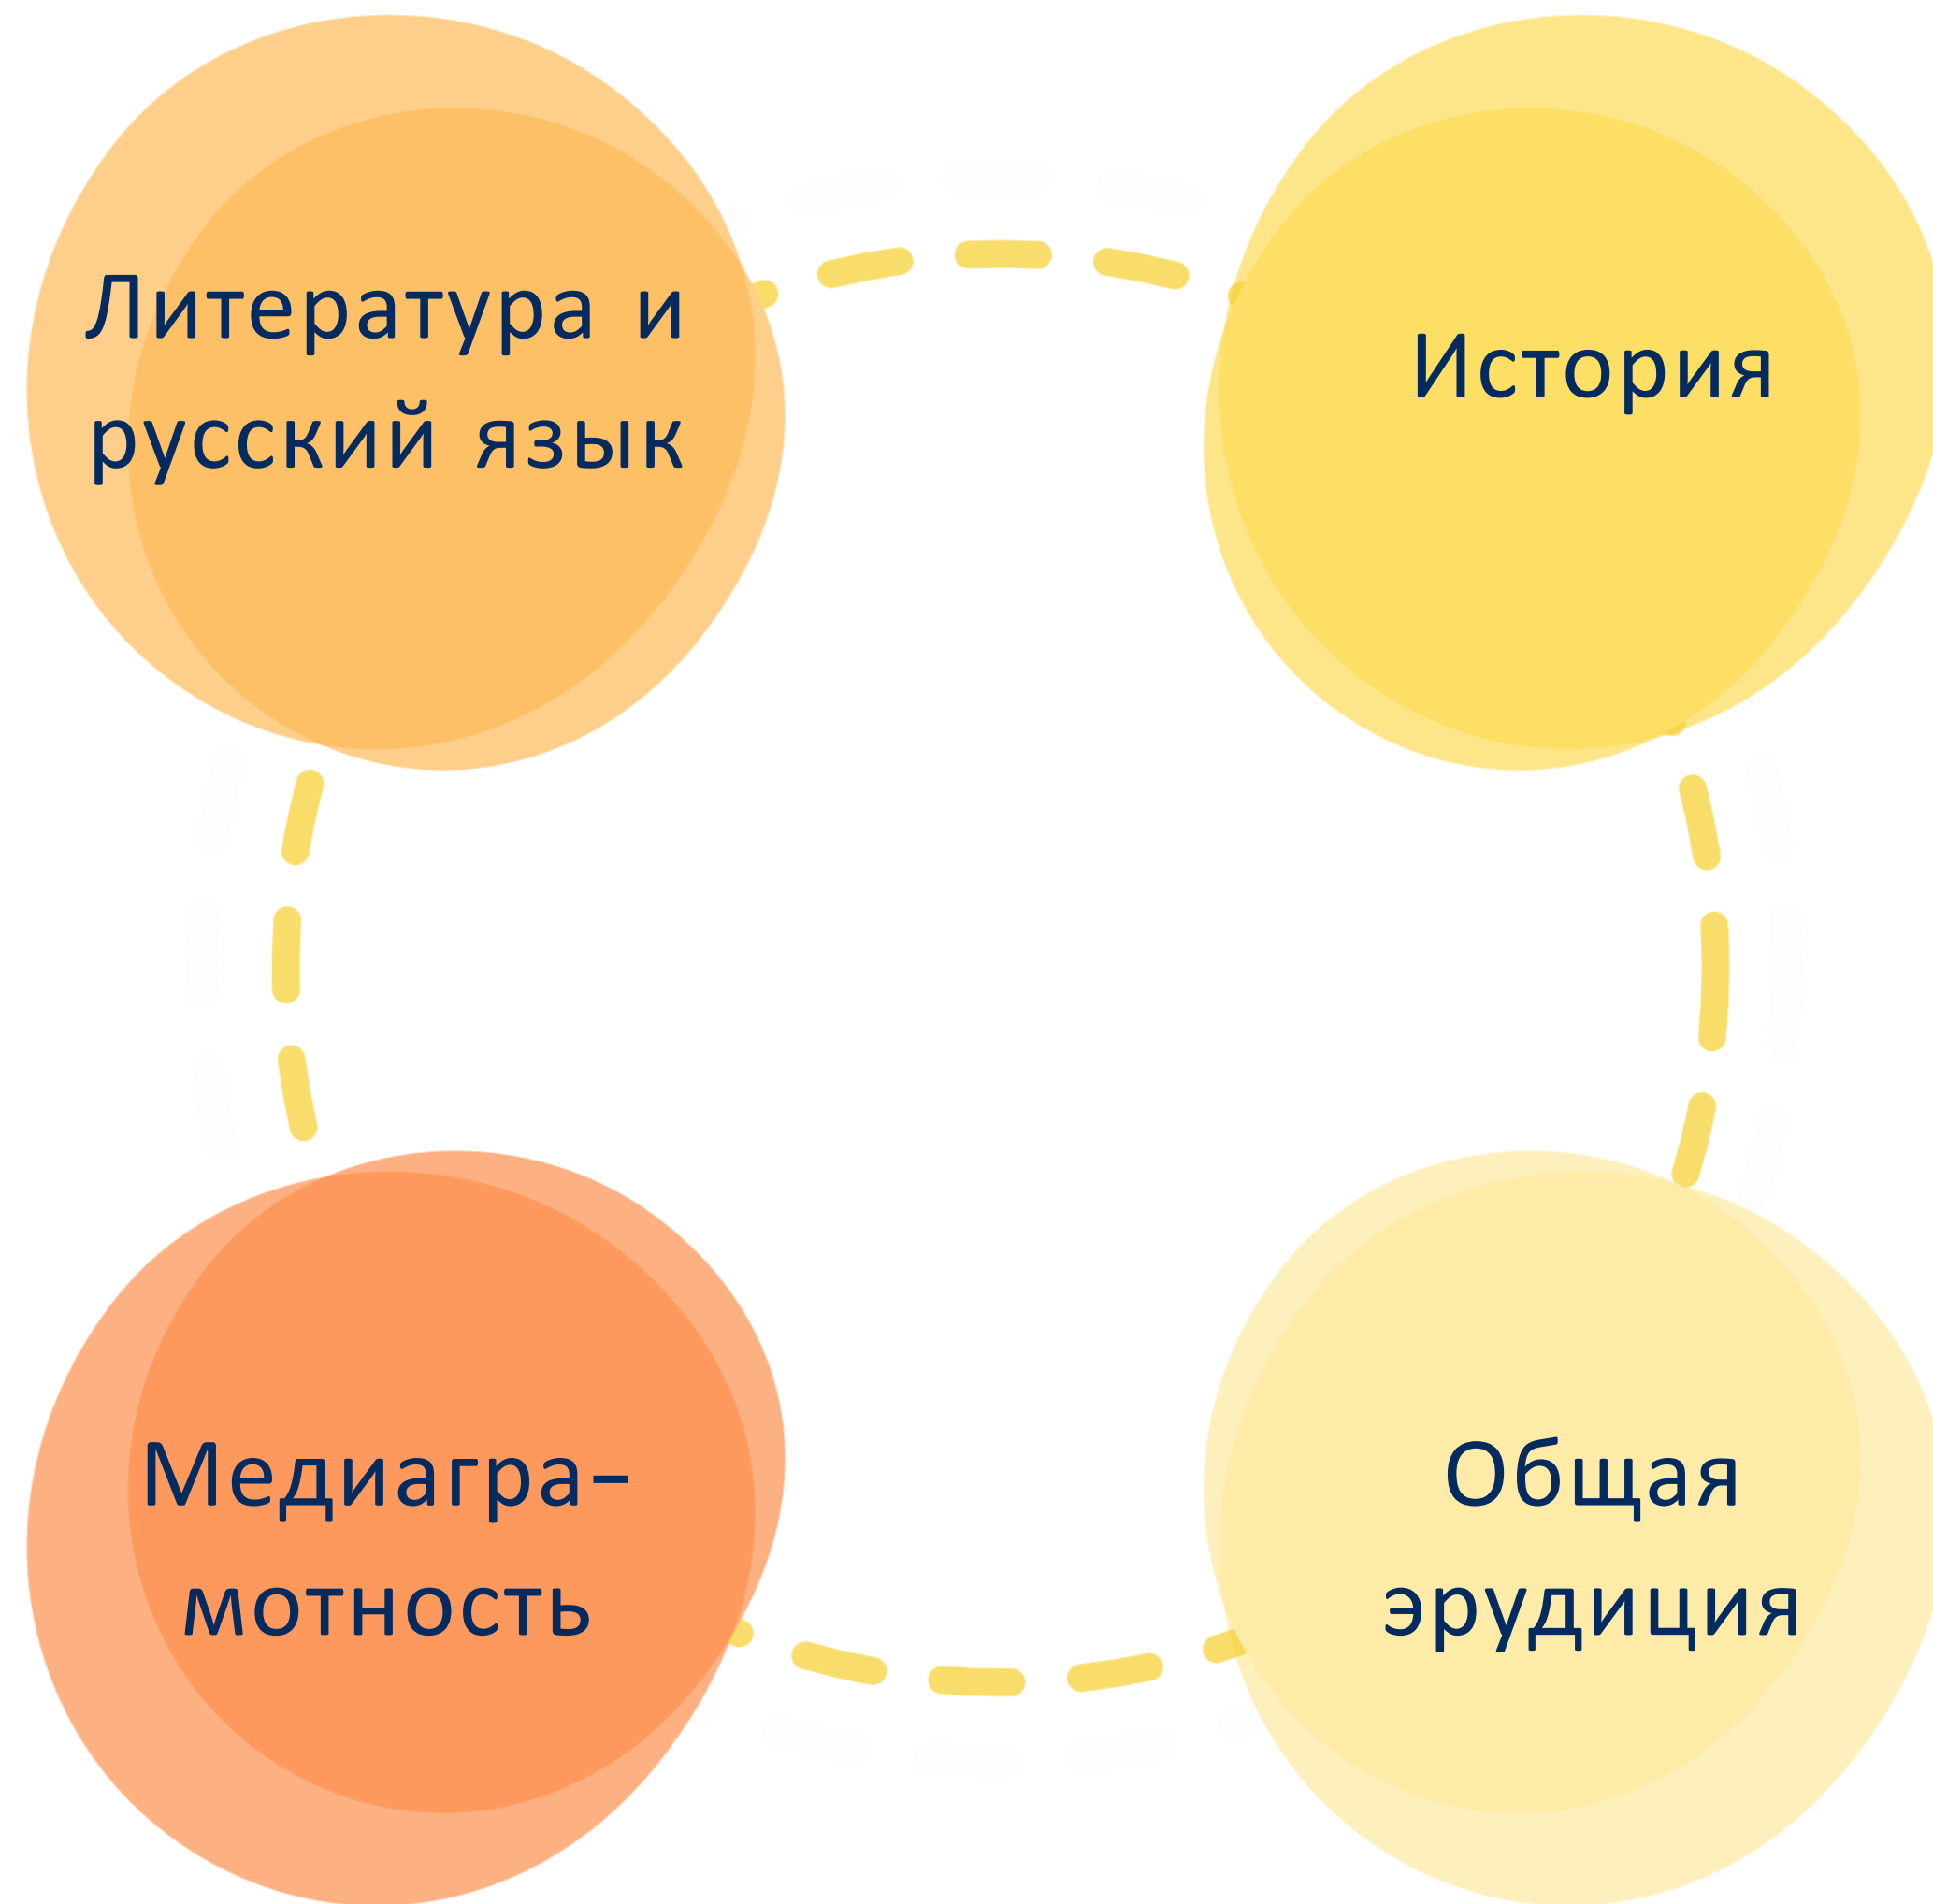 Литература и
русский язык
История
Медиагра-
мотность
Общая
эрудиция